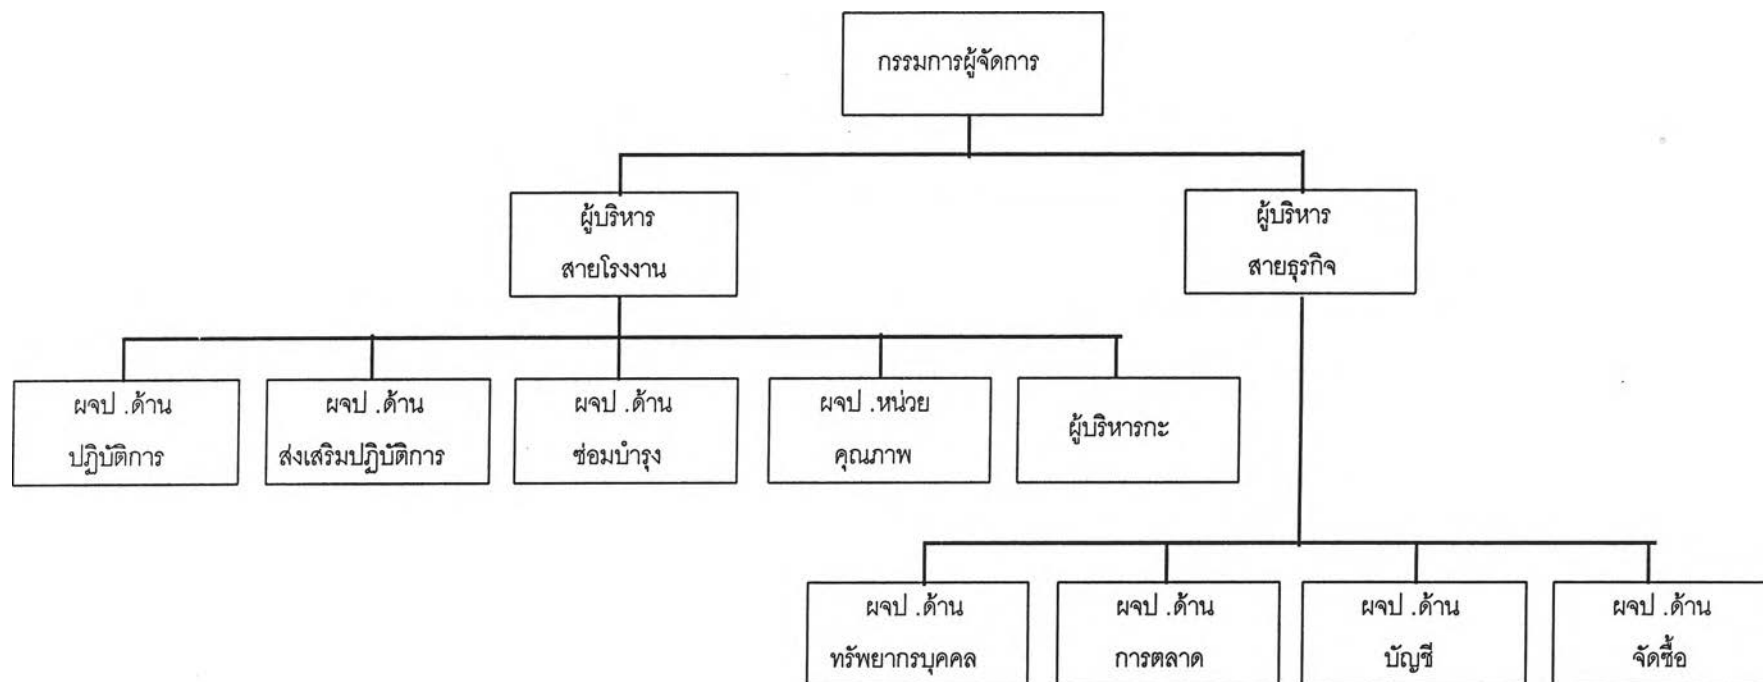 กรรมการผู้จัดการ
ผู้บริหาร
สายโรงงาน
ผู้บริหาร
สายธุรกิจ
ผจป .ด้าน
ปฏิบัติการ
ผจป .ด้าน
ส่งเสริมปฏิบัติการ
ผจป .ด้าน
ซ่อมบำรุง
ผจป .หน่วย
คุณภาพ
ผู้บริหารกะ
ผจป .ด้าน
ทรัพยากรบุคคล
ผจป .ด้าน
การตลาด
ผจป .ด้าน
บัญชี
ผจป .ด้าน
จัดซื้อ